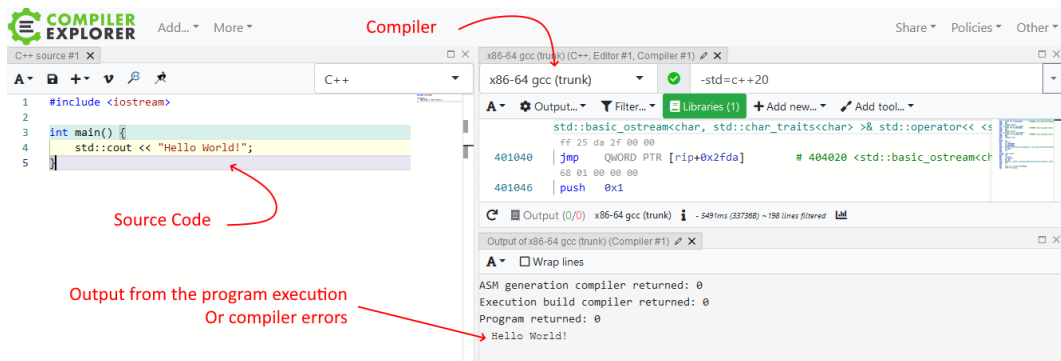 COMPILER
EXPLORER
Add... More
Compiler
Share Policies Other
C++ source #1 X
A
C++
1 #include <iostream>
2
3 int main() {
4 std::cout << "Hello World!";
5 }
Source Code
x86-64 gcc (trunk) (C++, Editor #1, Compiler #1) X
x86-64 gcc (trunk) -std=c++20
A Output... Filter... Libraries (1) + Add new... Add tool...
std::basic_ostream<char, std::char_traits<char> >& std::operator<< <s
ff 25 da 2f 00 00
401040 jmp QWORD PTR [rip+0x2fda] # 404020 <std::basic_ostream<ch
68 01 00 00 00
401046 push 0x1
Output (0/0) x86-64 gcc (trunk) i - 5491ms (33736B) ~ 198 lines filtered
Output of x86-64 gcc (trunk) (Compiler #1) X
A Wrap lines
ASM generation compiler returned: 0
Execution build compiler returned: 0
Program returned: 0
Hello World!
Output from the program execution
Or compiler errors